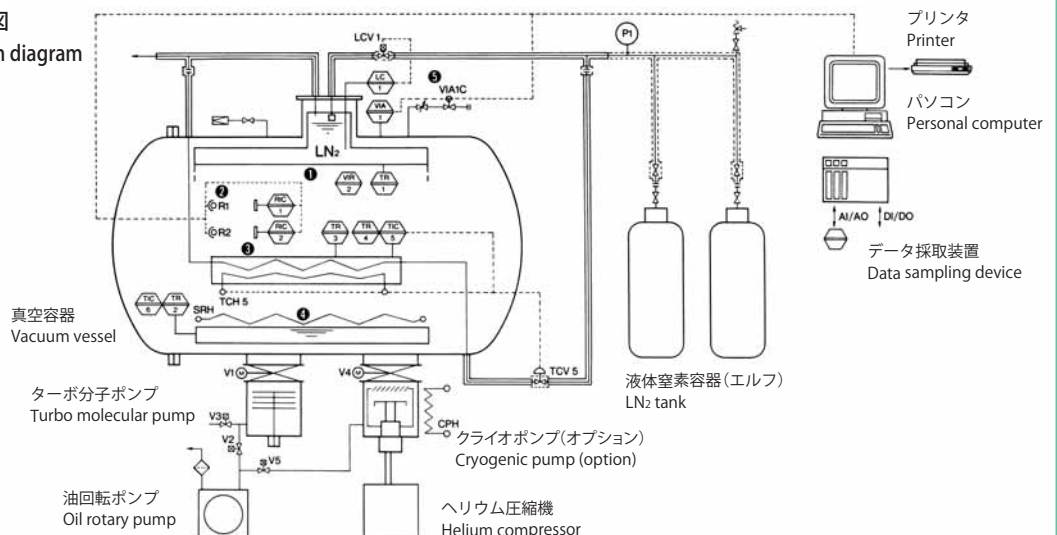 図
n diagram
LCV 1
P1
プリンタ
Printer
LC
1
❺
VIA1C
VIA
1
パソコン
Personal computer
LN2
❶
VIR
2
TR
1
❷
R1
RIC
1
R2
RIC
2
TR
3
TR
4
TIC
5
AI/AO
DI/DO
❸
データ採取装置
Data sampling device
TCH 5
TIC
6
TR
2
SRH
❹
真空容器
Vacuum vessel
V1
M
V4
M
TCV 5
液体窒素容器(エルフ)
LN2 tank
ターボ分子ポンプ
Turbo molecular pump
V3
V2
CPH
クライオポンプ(オプション)
Cryogenic pump (option)
V5
油回転ポンプ
Oil rotary pump
ヘリウム圧縮機
Helium compressor